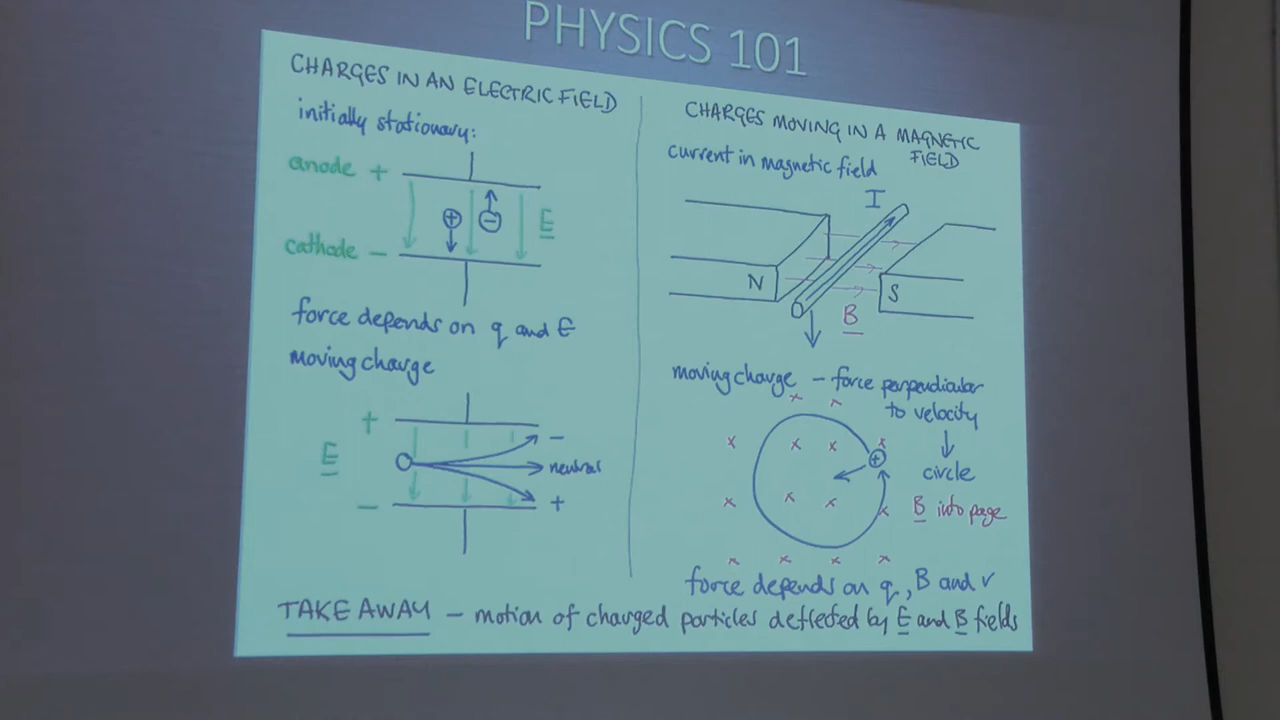 PHYSICS 101
CHARGES IN AN ELECTRIC FIELD
initially stationary:
anode +
+ −
E
cathode −
force depends on q and E
moving charge
+
−
E
neutral
−
+
CHARGES MOVING IN A MAGNETIC
FIELD
current in magnetic field
I
N
S
B
moving charge – force perpendicular
to velocity
× ×
× × × ×
+
circle
× × × ×
B into page
× × × ×
force depends on q, B and v
TAKE AWAY – motion of charged particles deflected by E and B fields